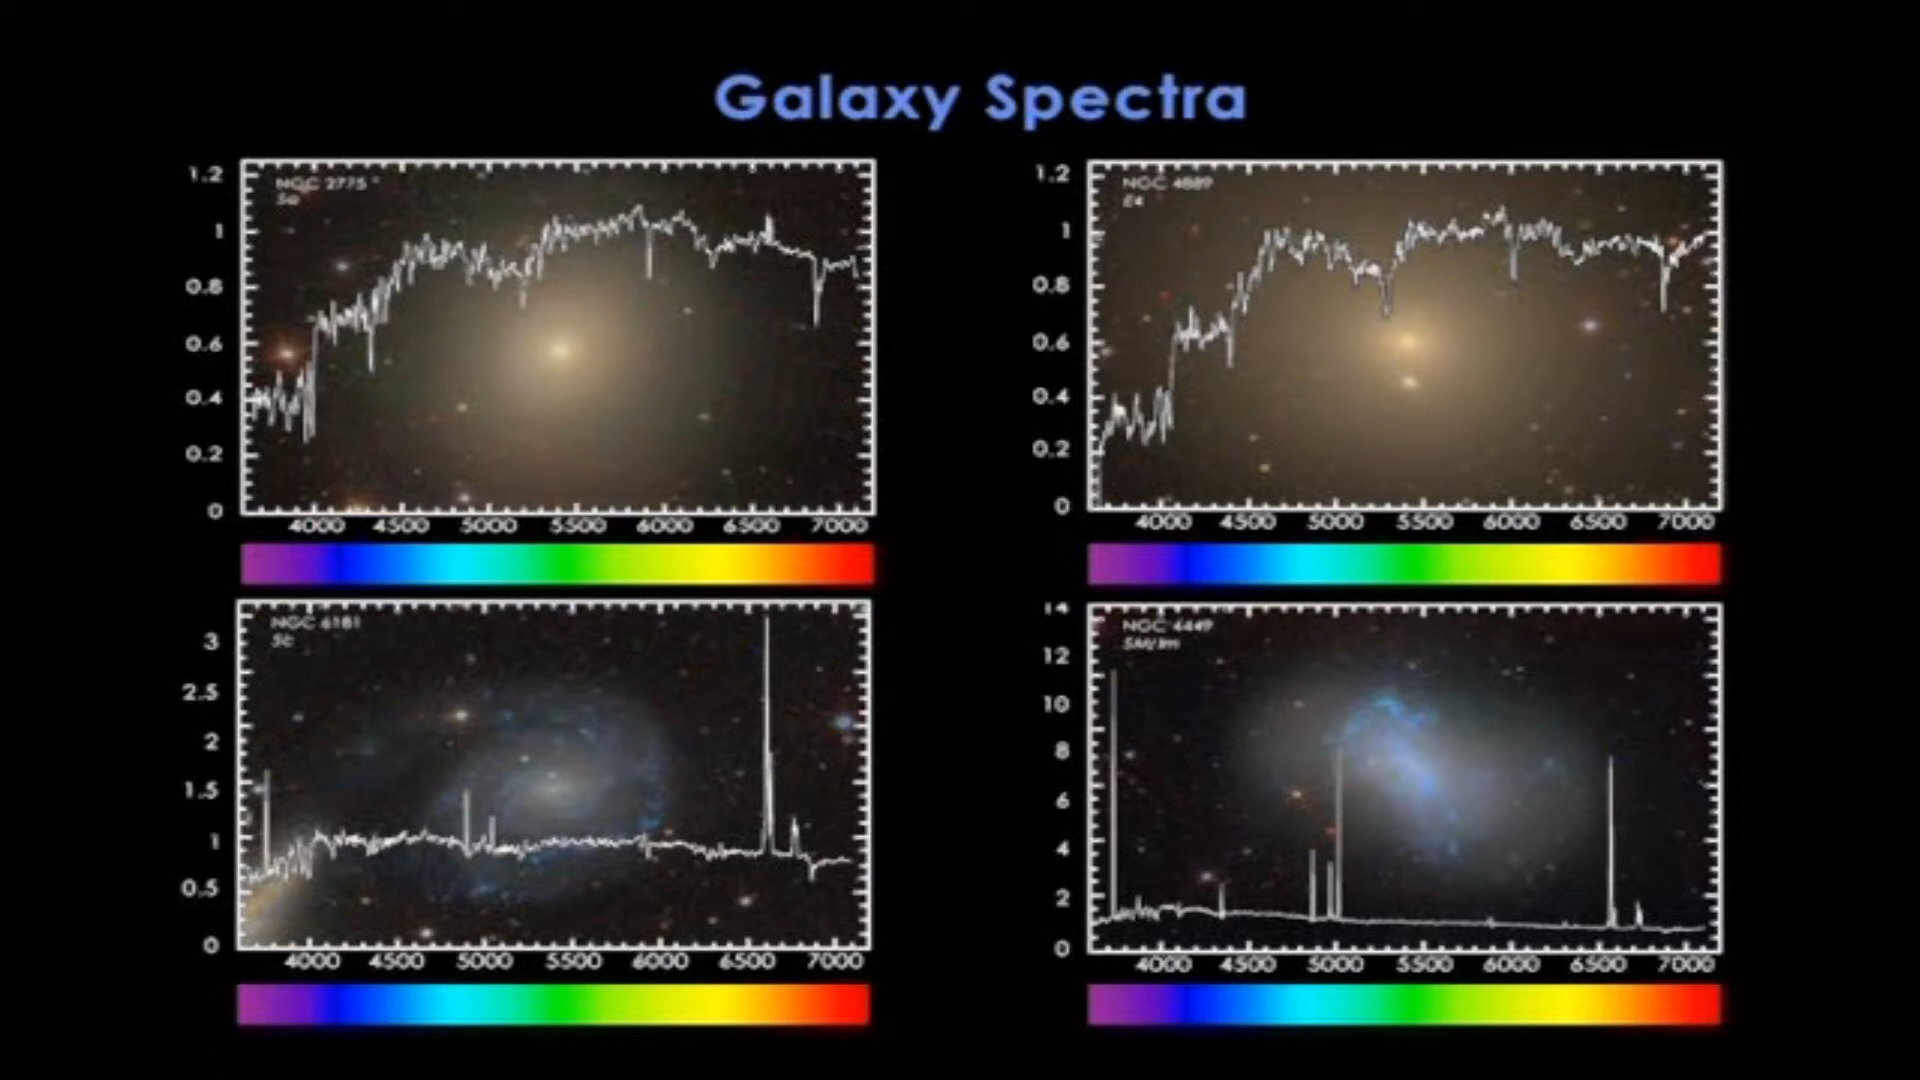 Galaxy Spectra
NGC 2775
Sa
1.2
1
0.8
0.6
0.4
0.2
0
4000 4500 5000 5500 6000 6500 7000
NGC 4889
E4
1.2
1
0.8
0.6
0.4
0.2
0
4000 4500 5000 5500 6000 6500 7000
NGC 6181
Sc
3
2.5
2
1.5
1
0.5
0
4000 4500 5000 5500 6000 6500 7000
NGC 4449
SM/Im
14
12
10
8
6
4
2
0
4000 4500 5000 5500 6000 6500 7000